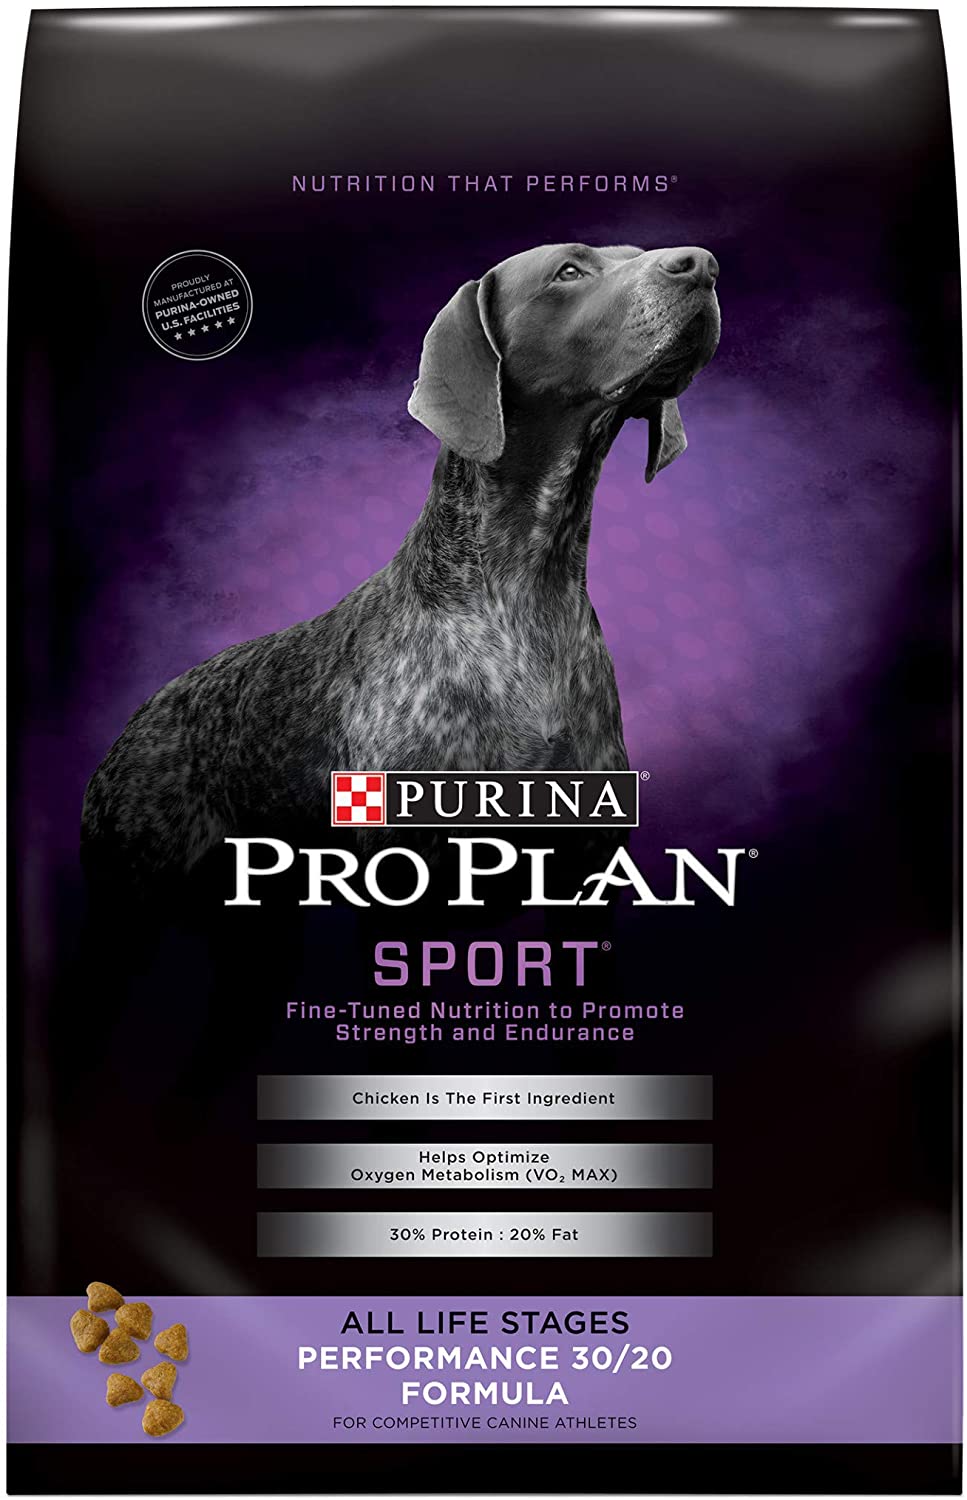 NUTRITION THAT PERFORMS®
PROUDLY
MANUFACTURED AT
PURINA-OWNED
U.S. FACILITIES
★★★★★
PURINA®
PRO PLAN®
SPORT®
Fine-Tuned Nutrition to Promote
Strength and Endurance
Chicken Is The First Ingredient
Helps Optimize
Oxygen Metabolism (VO₂ MAX)
30% Protein : 20% Fat
ALL LIFE STAGES
PERFORMANCE 30/20
FORMULA
FOR COMPETITIVE CANINE ATHLETES